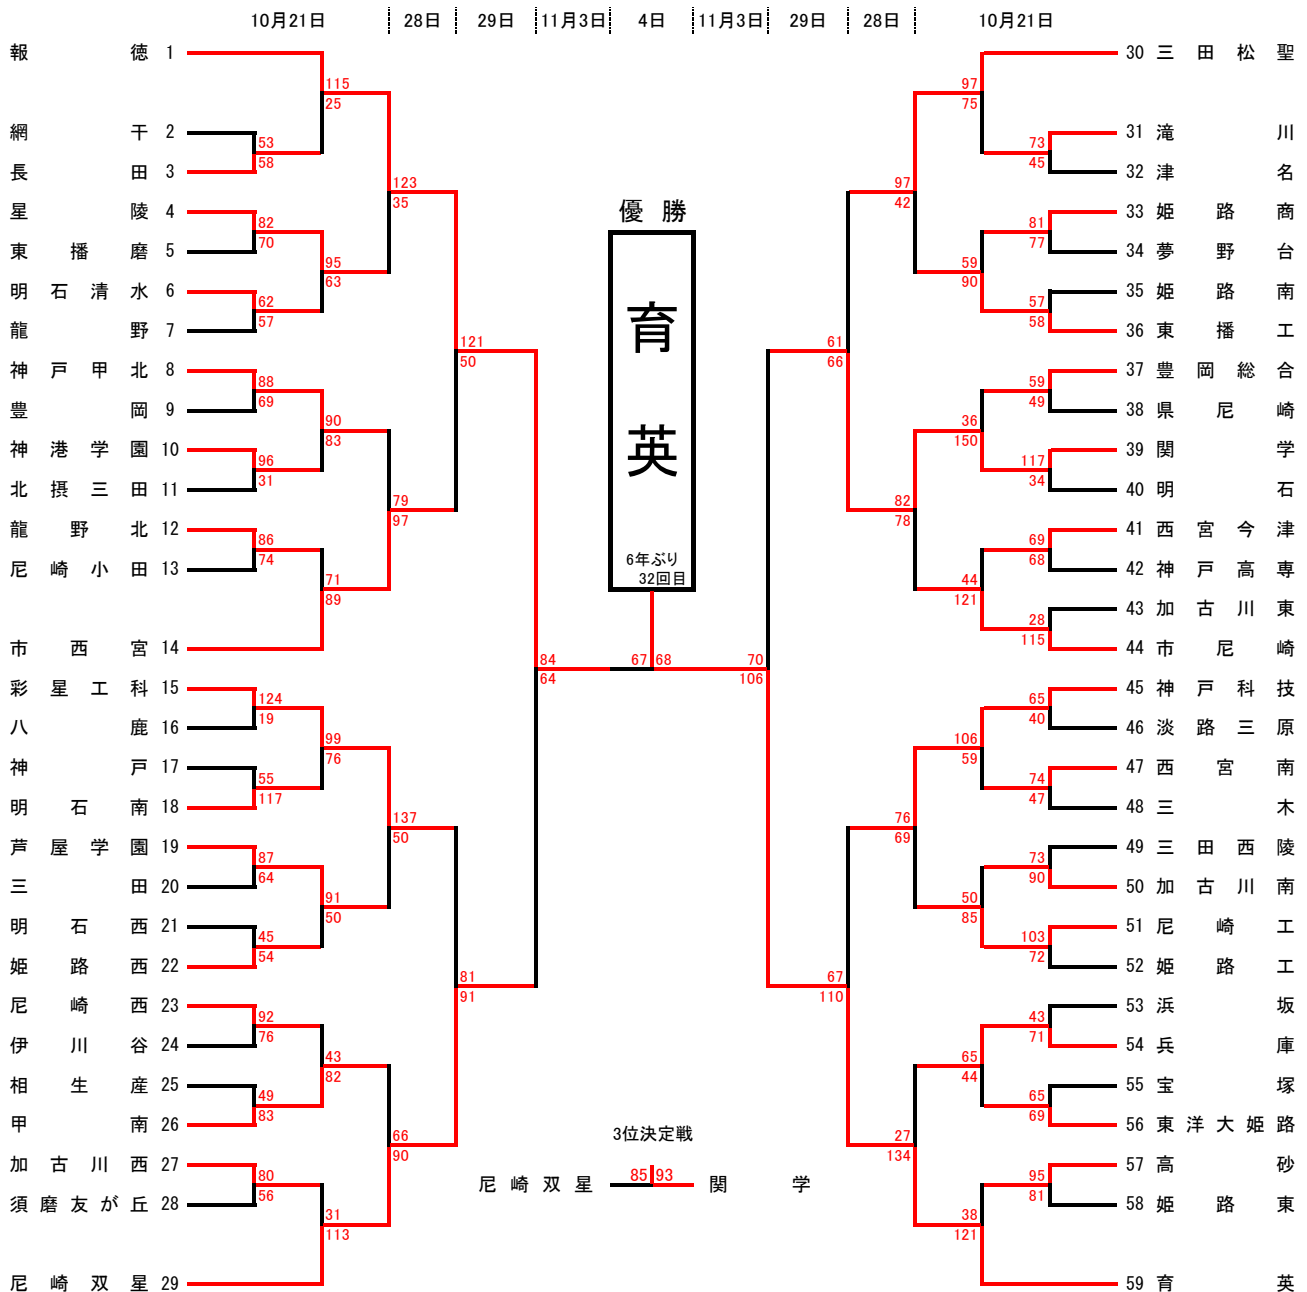 10月21日 28日 29日 11月3日 4日 11月3日 29日 28日 10月21日
報徳 1
115
25
網干 2
53
58
長田 3
123
35
星陵 4
82
70
東播磨 5
95
63
明石清水 6
62
57
龍野 7
121
50
神戸甲北 8
88
69
豊岡 9
90
83
神港学園 10
96
31
北摂三田 11
79
97
龍野北 12
86
74
尼崎小田 13
71
89
市西宮 14
84
64
彩星工科 15
124
19
八鹿 16
99
76
神戸 17
55
117
明石南 18
137
50
芦屋学園 19
87
64
三田 20
91
50
明石西 21
45
54
姫路西 22
81
91
尼崎西 23
92
76
伊川谷 24
43
82
相生産 25
49
83
甲南 26
66
90
加古川西 27
80
56
須磨友が丘 28
31
113
尼崎双星 29
優勝
育英
6年ぶり
32回目
67 68
3位決定戦
尼崎双星 85 93 関学
30 三田松聖
97
75
31 滝川
73
45
32 津名
97
42
33 姫路商
81
77
34 夢野台
59
90
35 姫路南
57
58
36 東播工
61
66
37 豊岡総合
59
49
38 県尼崎
36
150
39 関学
117
34
40 明石
82
78
41 西宮今津
69
68
42 神戸高専
44
121
43 加古川東
28
115
44 市尼崎
70
106
45 神戸科技
65
40
46 淡路三原
106
59
47 西宮南
74
47
48 三木
76
69
49 三田西陵
73
90
50 加古川南
50
85
51 尼崎工
103
72
52 姫路工
67
110
53 浜坂
43
71
54 兵庫
65
44
55 宝塚
65
69
56 東洋大姫路
27
134
57 高砂
95
81
58 姫路東
38
121
59 育英